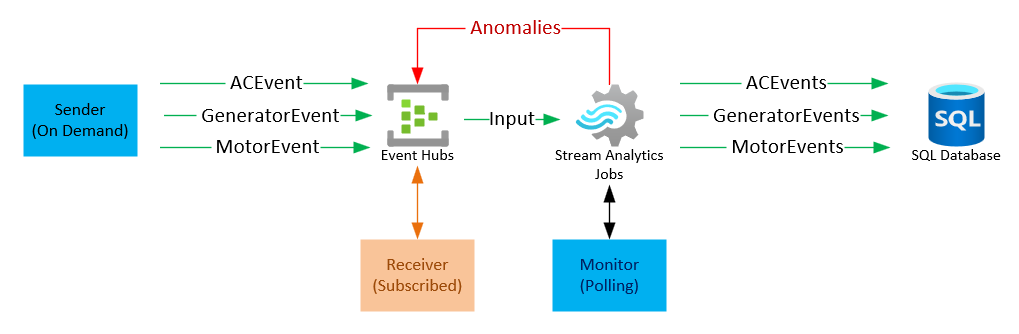 Anomalies
Sender
(On Demand)
ACEvent
GeneratorEvent
MotorEvent
Event Hubs
Input
Stream Analytics
Jobs
ACEvents
GeneratorEvents
MotorEvents
SQL
SQL Database
Receiver
(Subscribed)
Monitor
(Polling)